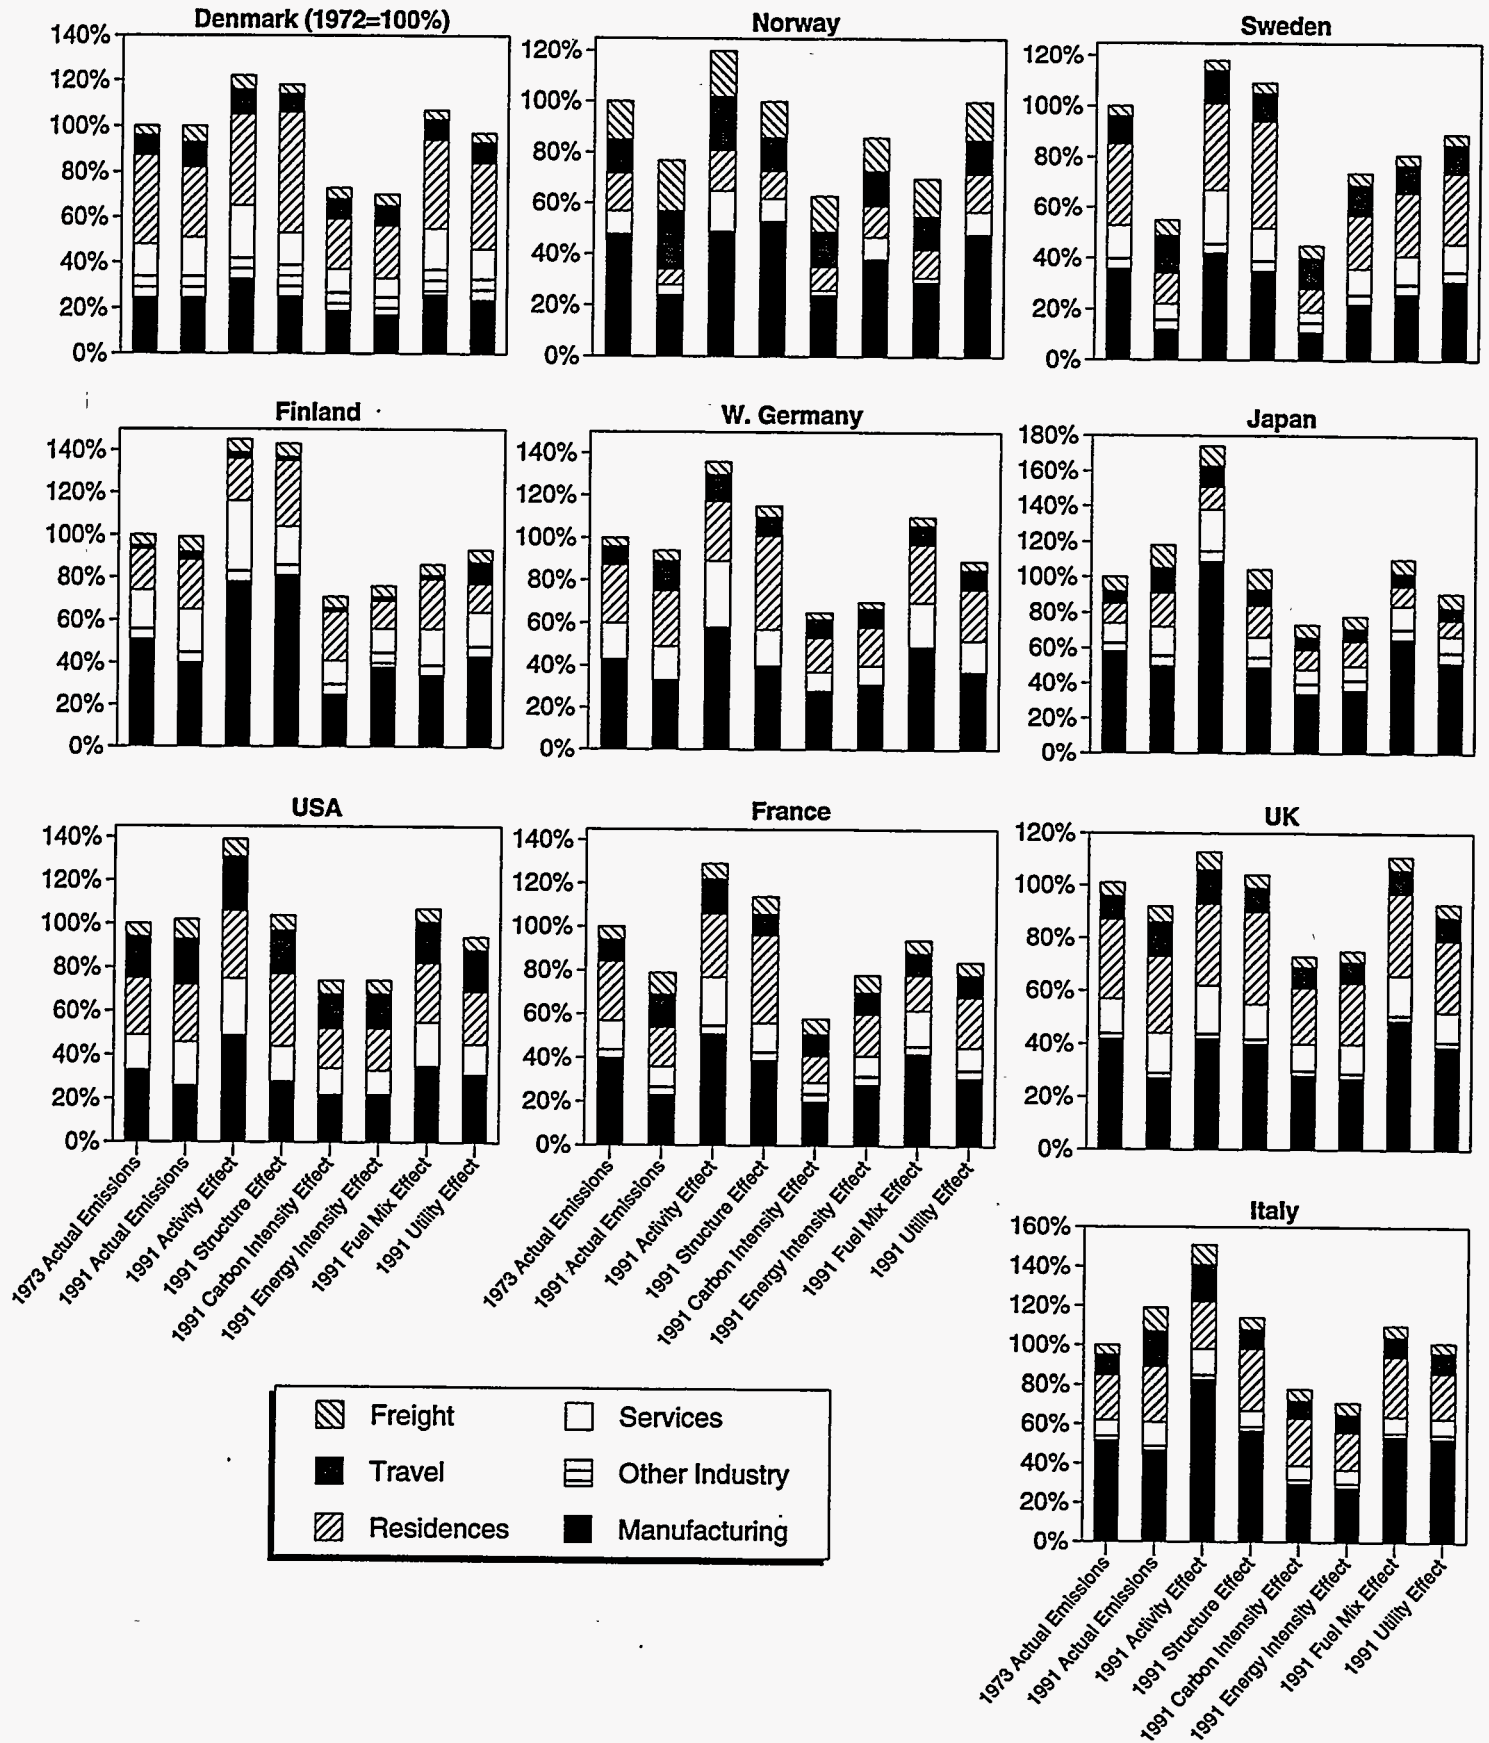 Denmark (1972=100%)
140%
120%
100%
80%
60%
40%
20%
0%
Norway
120%
100%
80%
60%
40%
20%
0%
Sweden
120%
100%
80%
60%
40%
20%
0%
Finland
140%
120%
100%
80%
60%
40%
20%
0%
W. Germany
140%
120%
100%
80%
60%
40%
20%
0%
Japan
180%
160%
140%
120%
100%
80%
60%
40%
20%
0%
USA
140%
120%
100%
80%
60%
40%
20%
0%
1973 Actual Emissions
1991 Actual Emissions
1991 Activity Effect
1991 Structure Effect
1991 Carbon Intensity Effect
1991 Energy Intensity Effect
1991 Fuel Mix Effect
1991 Utility Effect
France
140%
120%
100%
80%
60%
40%
20%
0%
1973 Actual Emissions
1991 Actual Emissions
1991 Activity Effect
1991 Structure Effect
1991 Carbon Intensity Effect
1991 Energy Intensity Effect
1991 Fuel Mix Effect
1991 Utility Effect
UK
120%
100%
80%
60%
40%
20%
0%
Italy
160%
140%
120%
100%
80%
60%
40%
20%
0%
1973 Actual Emissions
1991 Actual Emissions
1991 Activity Effect
1991 Structure Effect
1991 Carbon Intensity Effect
1991 Energy Intensity Effect
1991 Fuel Mix Effect
1991 Utility Effect
Freight
Services
Travel
Other Industry
Residences
Manufacturing